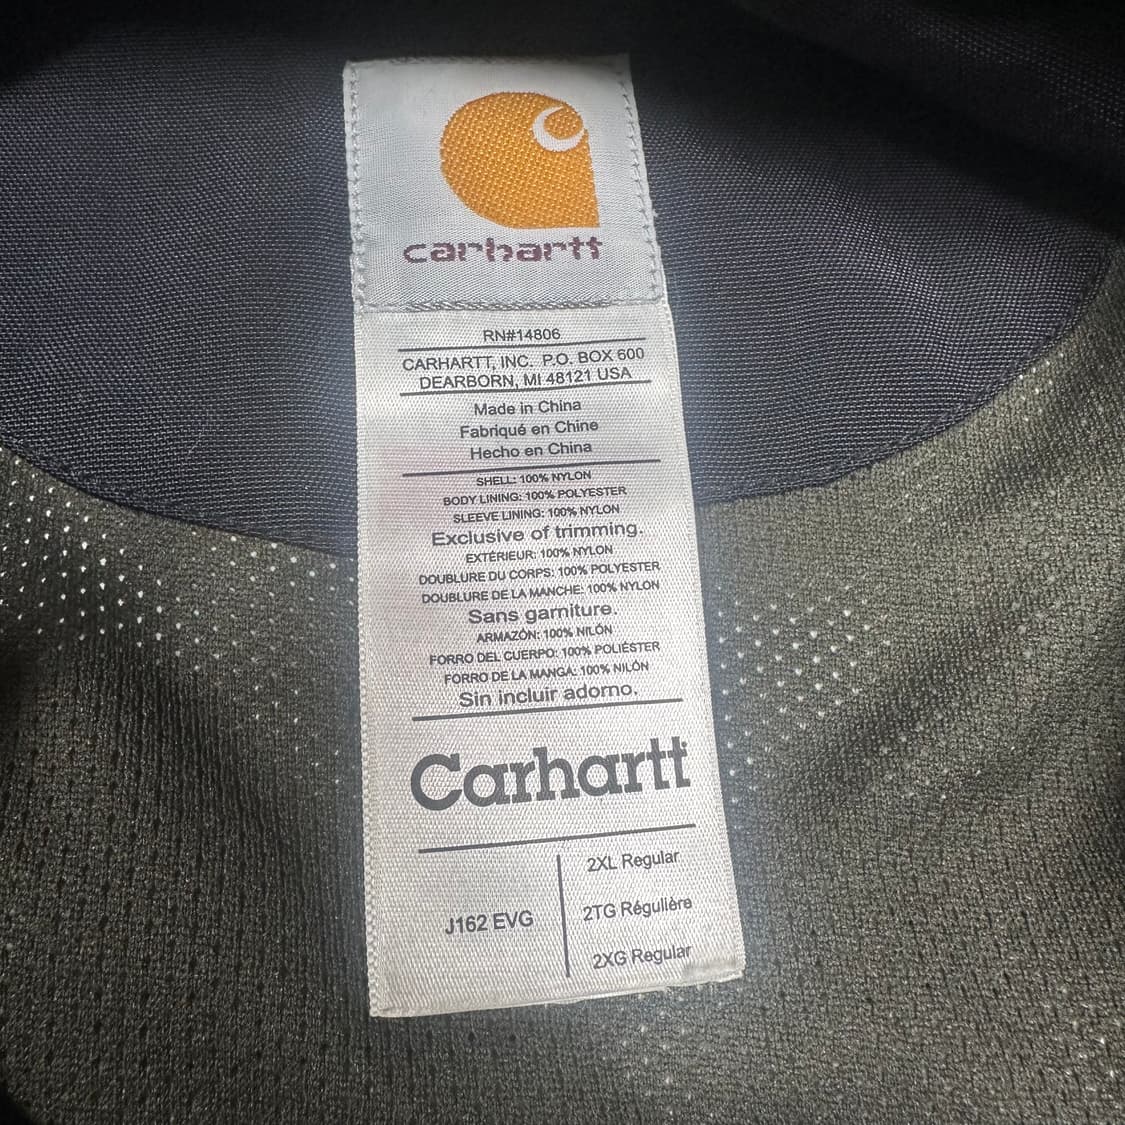 carhartt
RN#14806
CARHARTT, INC. P.O. BOX 600
DEARBORN, MI 48121 USA
Made in China
Fabriqué en Chine
Hecho en China
SHELL: 100% NYLON
BODY LINING: 100% POLYESTER
SLEEVE LINING: 100% NYLON
Exclusive of trimming.
EXTÉRIEUR: 100% NYLON
DOUBLURE DU CORPS: 100% POLYESTER
DOUBLURE DE LA MANCHE: 100% NYLON
Sans garniture.
ARMAZÓN: 100% NILÓN
FORRO DEL CUERPO: 100% POLIÉSTER
FORRO DE LA MANGA: 100% NILÓN
Sin incluir adorno.
Carhartt
J162 EVG
2XL Regular
2TG Régulière
2XG Regular